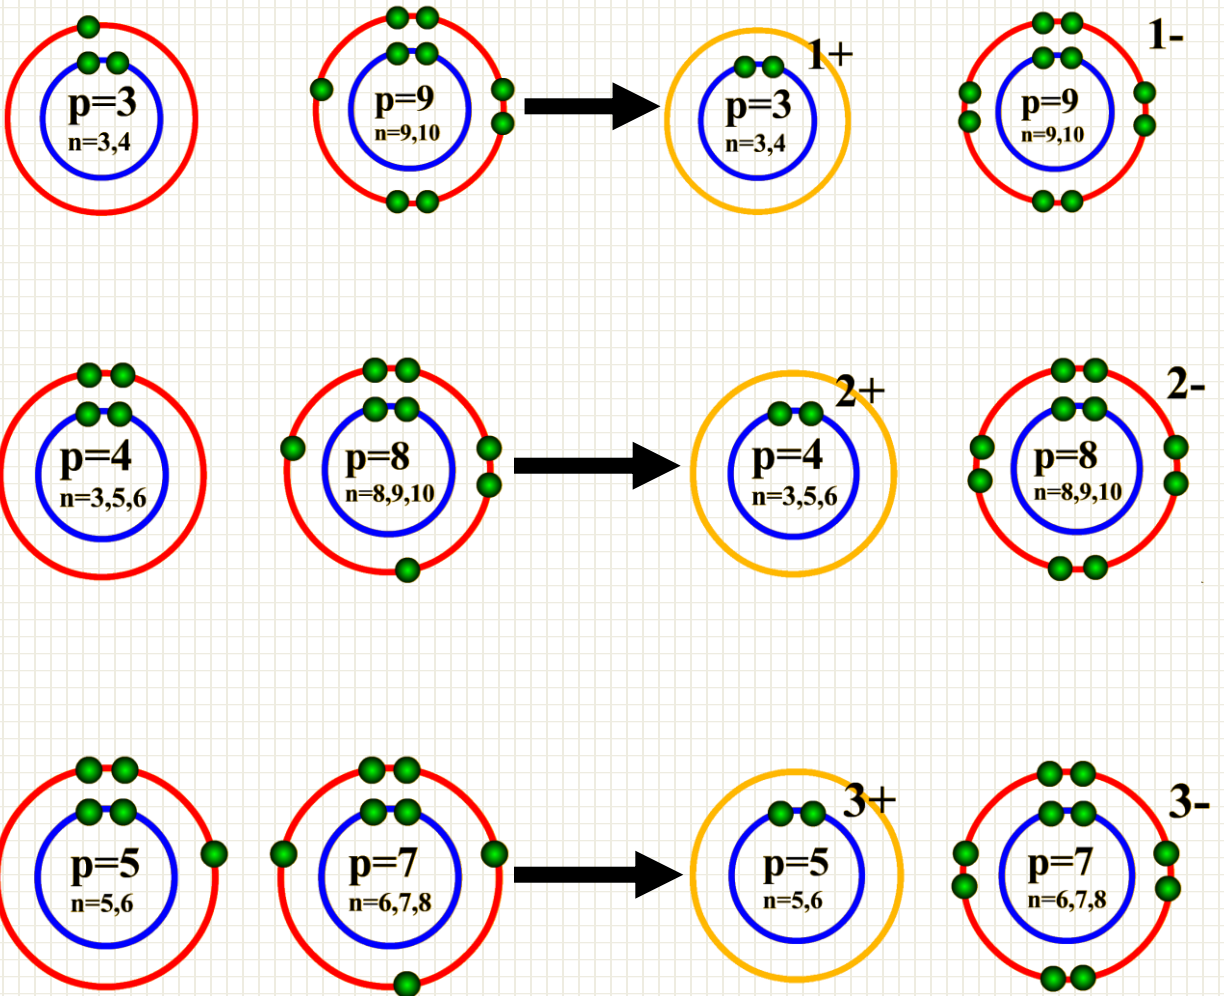 p=3
n=3,4
p=9
n=9,10
1+
p=3
n=3,4
1-
p=9
n=9,10
p=4
n=3,5,6
p=8
n=8,9,10
2+
p=4
n=3,5,6
2-
p=8
n=8,9,10
p=5
n=5,6
p=7
n=6,7,8
3+
p=5
n=5,6
3-
p=7
n=6,7,8